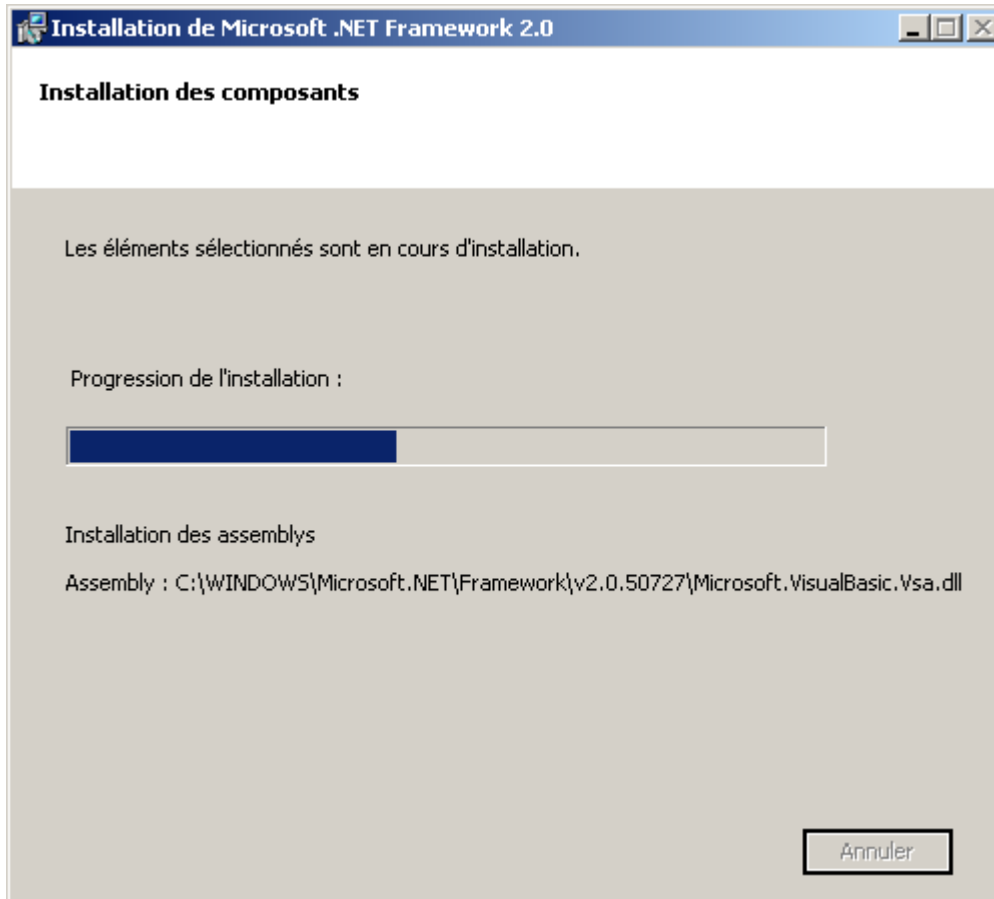 Installation de Microsoft .NET Framework 2.0
Installation des composants
Les éléments sélectionnés sont en cours d'installation.
Progression de l'installation :
Installation des assemblys
Assembly : C:\WINDOWS\Microsoft.NET\Framework\v2.0.50727\Microsoft.VisualBasic.Vsa.dll
Annuler